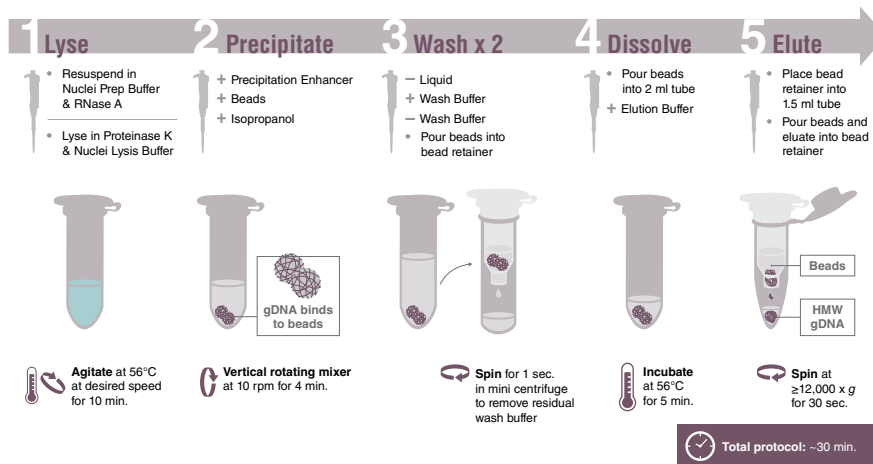 1 Lyse
• Resuspend in
Nuclei Prep Buffer
& RNase A
• Lyse in Proteinase K
& Nuclei Lysis Buffer
Agitate at 56°C
at desired speed
for 10 min.
2 Precipitate
+ Precipitation Enhancer
+ Beads
+ Isopropanol
gDNA binds
to beads
Vertical rotating mixer
at 10 rpm for 4 min.
3 Wash x 2
– Liquid
+ Wash Buffer
– Wash Buffer
• Pour beads into
bead retainer
Spin for 1 sec.
in mini centrifuge
to remove residual
wash buffer
4 Dissolve
• Pour beads
into 2 ml tube
+ Elution Buffer
Incubate
at 56°C
for 5 min.
5 Elute
• Place bead
retainer into
1.5 ml tube
• Pour beads and
eluate into bead
retainer
Beads
HMW
gDNA
Spin at
≥12,000 x g
for 30 sec.
Total protocol: ~30 min.